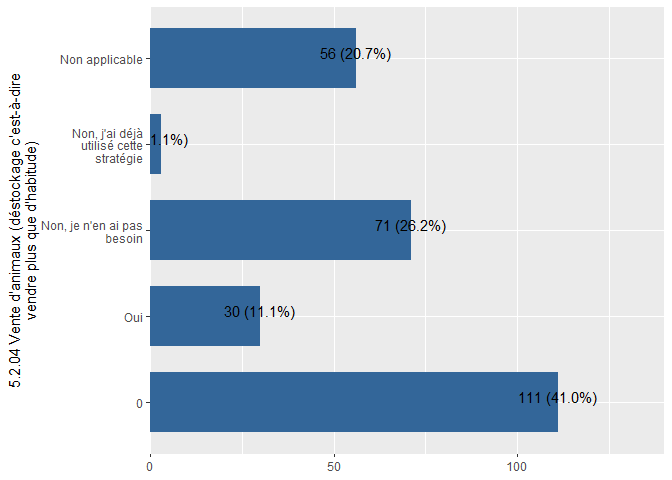 5.2.04 Vente d'animaux (déstockage c'est-à-dire
vendre plus que d'habitude)
Non applicable
56 (20.7%)
Non, j'ai déjà
utilisé cette
stratégie
1.1%)
Non, je n'en ai pas
besoin
71 (26.2%)
Oui
30 (11.1%)
0
111 (41.0%)
0
50
100